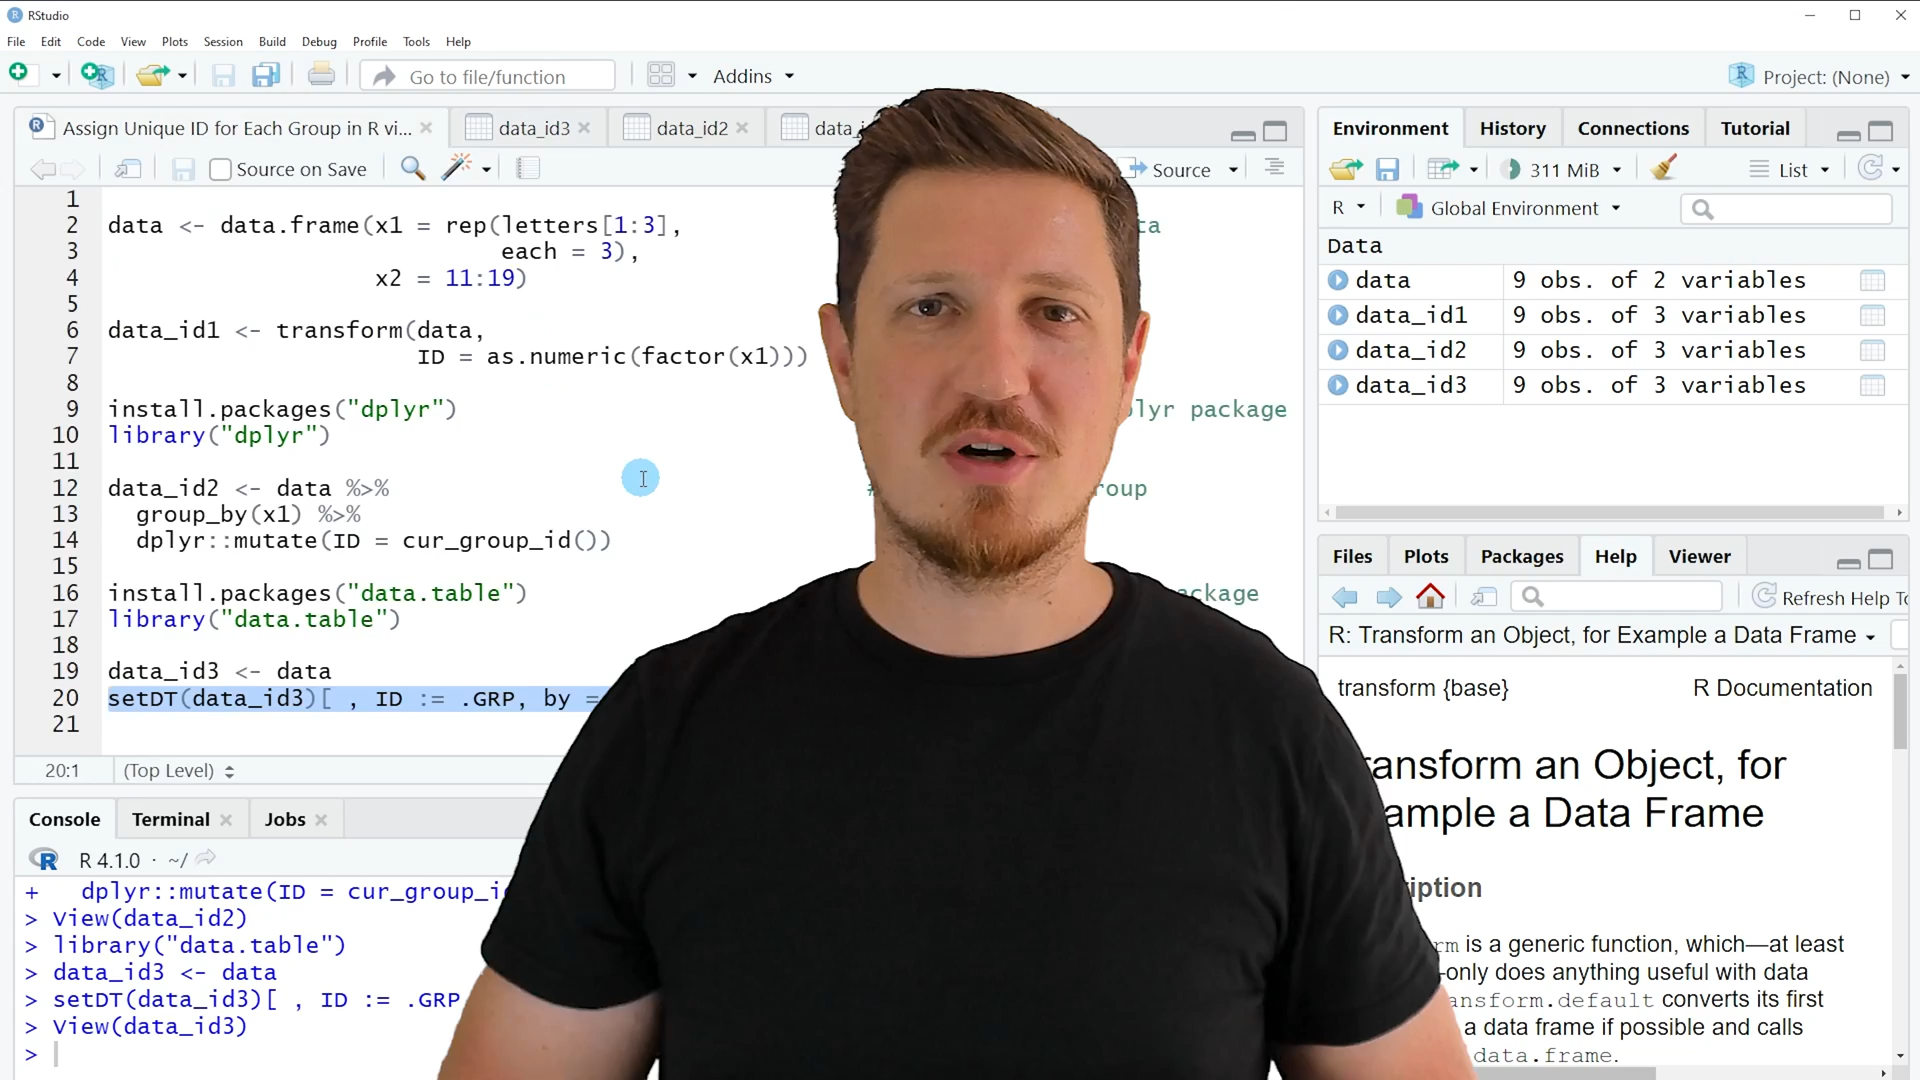 RStudio
File Edit Code View Plots Session Build Debug Profile Tools Help
Go to file/function Addins Project: (None)
Assign Unique ID for Each Group in R vi... data_id3 data_id2
Source on Save Source
1
2 data <- data.frame(x1 = rep(letters[1:3],
3 each = 3),
4 x2 = 11:19)
5
6 data_id1 <- transform(data,
7 ID = as.numeric(factor(x1)))
8
9 install.packages("dplyr") package
10 library("dplyr")
11
12 data_id2 <- data %>%
13 group_by(x1) %>%
14 dplyr::mutate(ID = cur_group_id())
15
16 install.packages("data.table")
17 library("data.table")
18
19 data_id3 <- data
20 setDT(data_id3)[ , ID := .GRP, by =
21
20:1 (Top Level)
Console Terminal Jobs
R 4.1.0 · ~/
+ dplyr::mutate(ID =
> View(data_id2)
> library("data.table")
> data_id3 <- data
> setDT(data_id3)[ , ID := .GRP
> View(data_id3)
>
Environment History Connections Tutorial
311 MiB List
R Global Environment
Data
data 9 obs. of 2 variables
data_id1 9 obs. of 3 variables
data_id2 9 obs. of 3 variables
data_id3 9 obs. of 3 variables
Files Plots Packages Help Viewer
Refresh Help
R: Transform an Object, for Example a Data Frame
transform {base} R Documentation
an Object, for
a Data Frame
is a generic function, which—at least
only does anything useful with data
converts its first
a data frame if possible and calls
data.frame.